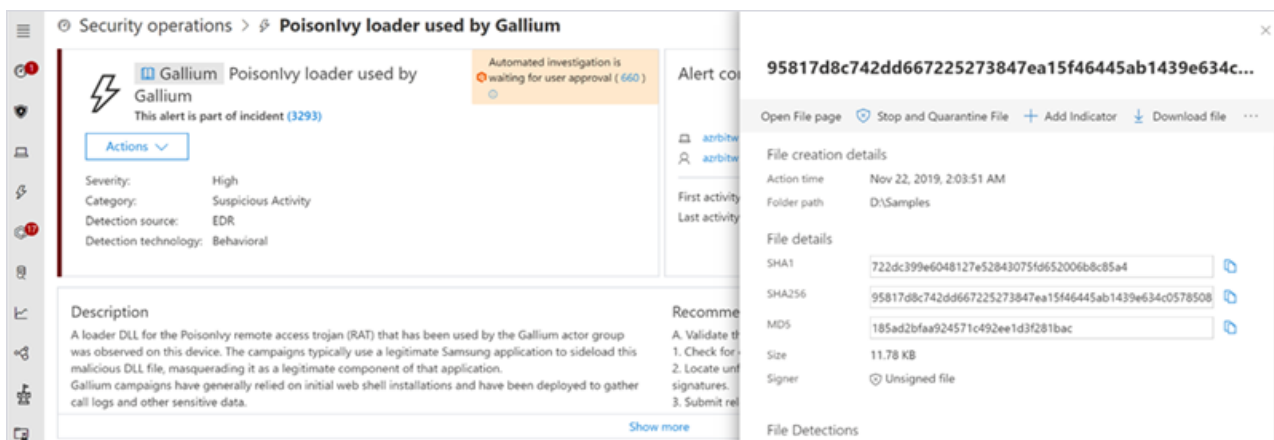 Security operations > PoisonIvy loader used by Gallium
1
17
Gallium PoisonIvy loader used by
Gallium
This alert is part of incident (3293)
Automated investigation is
waiting for user approval ( 660 )
Actions
Severity: High
Category: Suspicious Activity
Detection source: EDR
Detection technology: Behavioral
Alert
azrbitw
azrbitw
First activity
Last activity
Description
A loader DLL for the PoisonIvy remote access trojan (RAT) that has been used by the Gallium actor group
was observed on this device. The campaigns typically use a legitimate Samsung application to sideload this
malicious DLL file, masquerading it as a legitimate component of that application.
Gallium campaigns have generally relied on initial web shell installations and have been deployed to gather
call logs and other sensitive data.
Show more
Recomme
A. Validate th
1. Check for
2. Locate unf
signatures.
3. Submit rel
95817d8c742dd667225273847ea15f46445ab1439e634c...
Open File page Stop and Quarantine File Add Indicator Download file ...
File creation details
Action time Nov 22, 2019, 2:03:51 AM
Folder path D:\Samples
File details
SHA1 722dc399e6048127e52843075fd652006b8c85a4
SHA256 95817d8c742dd667225273847ea15f46445ab1439e634c0578508
MD5 185ad2bfaa924571c492ee1d3f281bac
Size 11.78 KB
Signer Unsigned file
File Detections